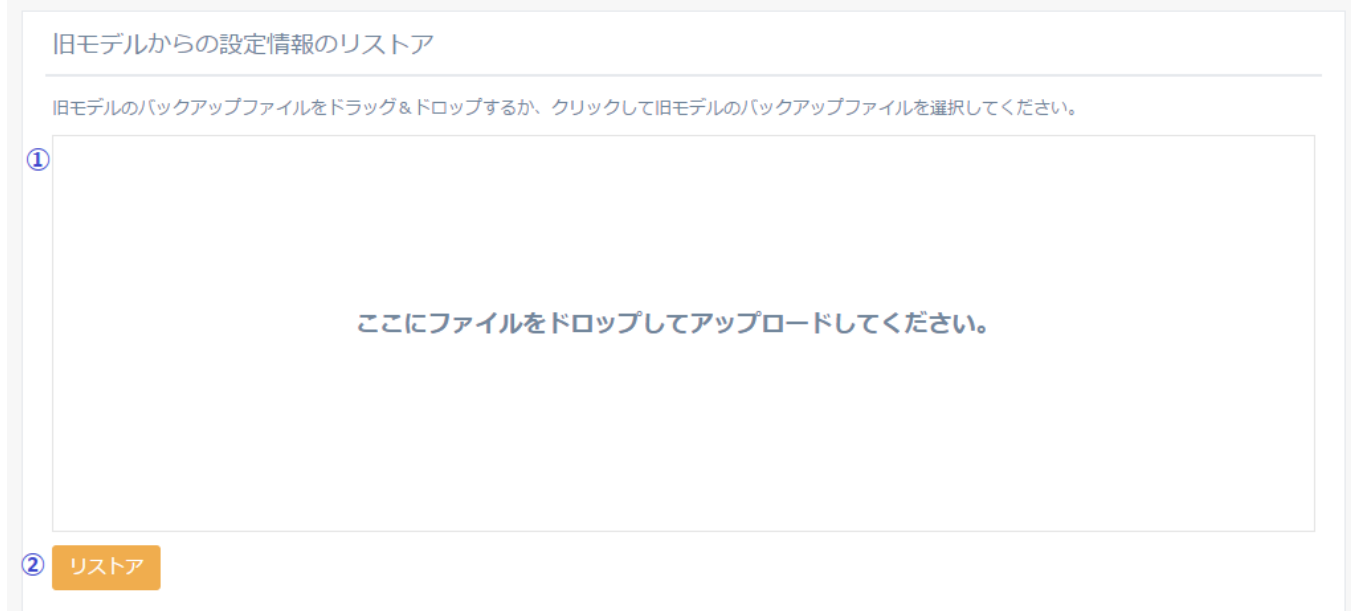 旧モデルからの設定情報のリストア
旧モデルのバックアップファイルをドラッグ＆ドロップするか、クリックして旧モデルのバックアップファイルを選択してください。
①
ここにファイルをドロップしてアップロードしてください。
② リストア